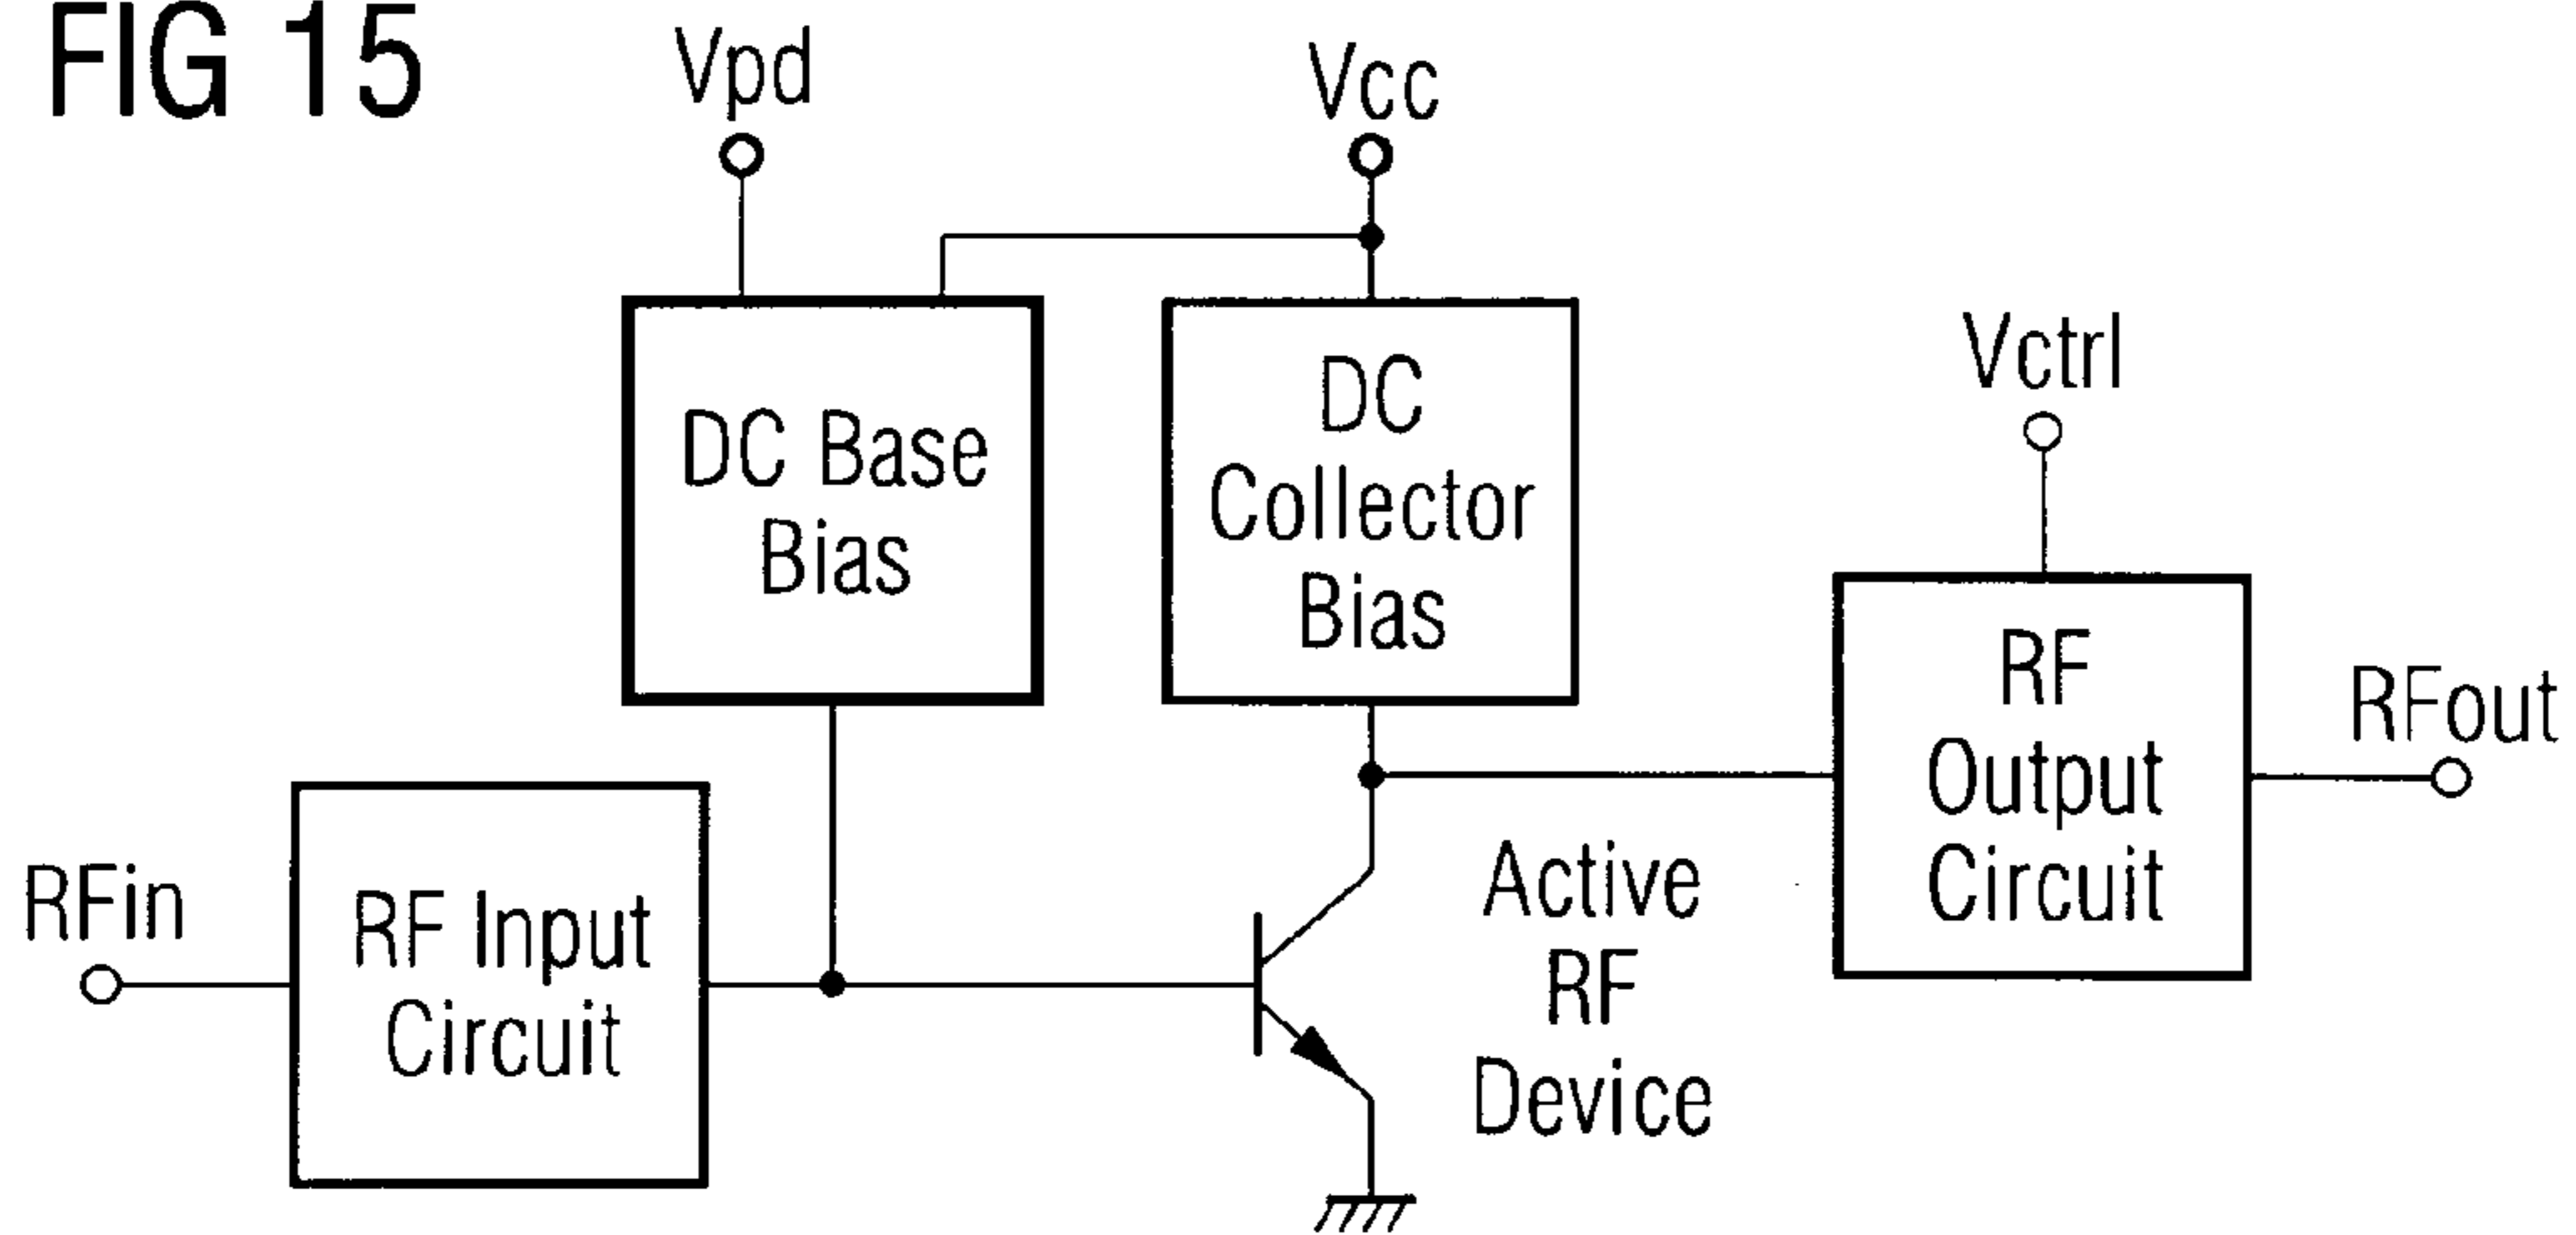 FIG 15
Vpd
Vcc
DC Base
Bias
DC
Collector
Bias
Vctrl
RF
Output
Circuit
RFout
RFin
RF Input
Circuit
Active
RF
Device